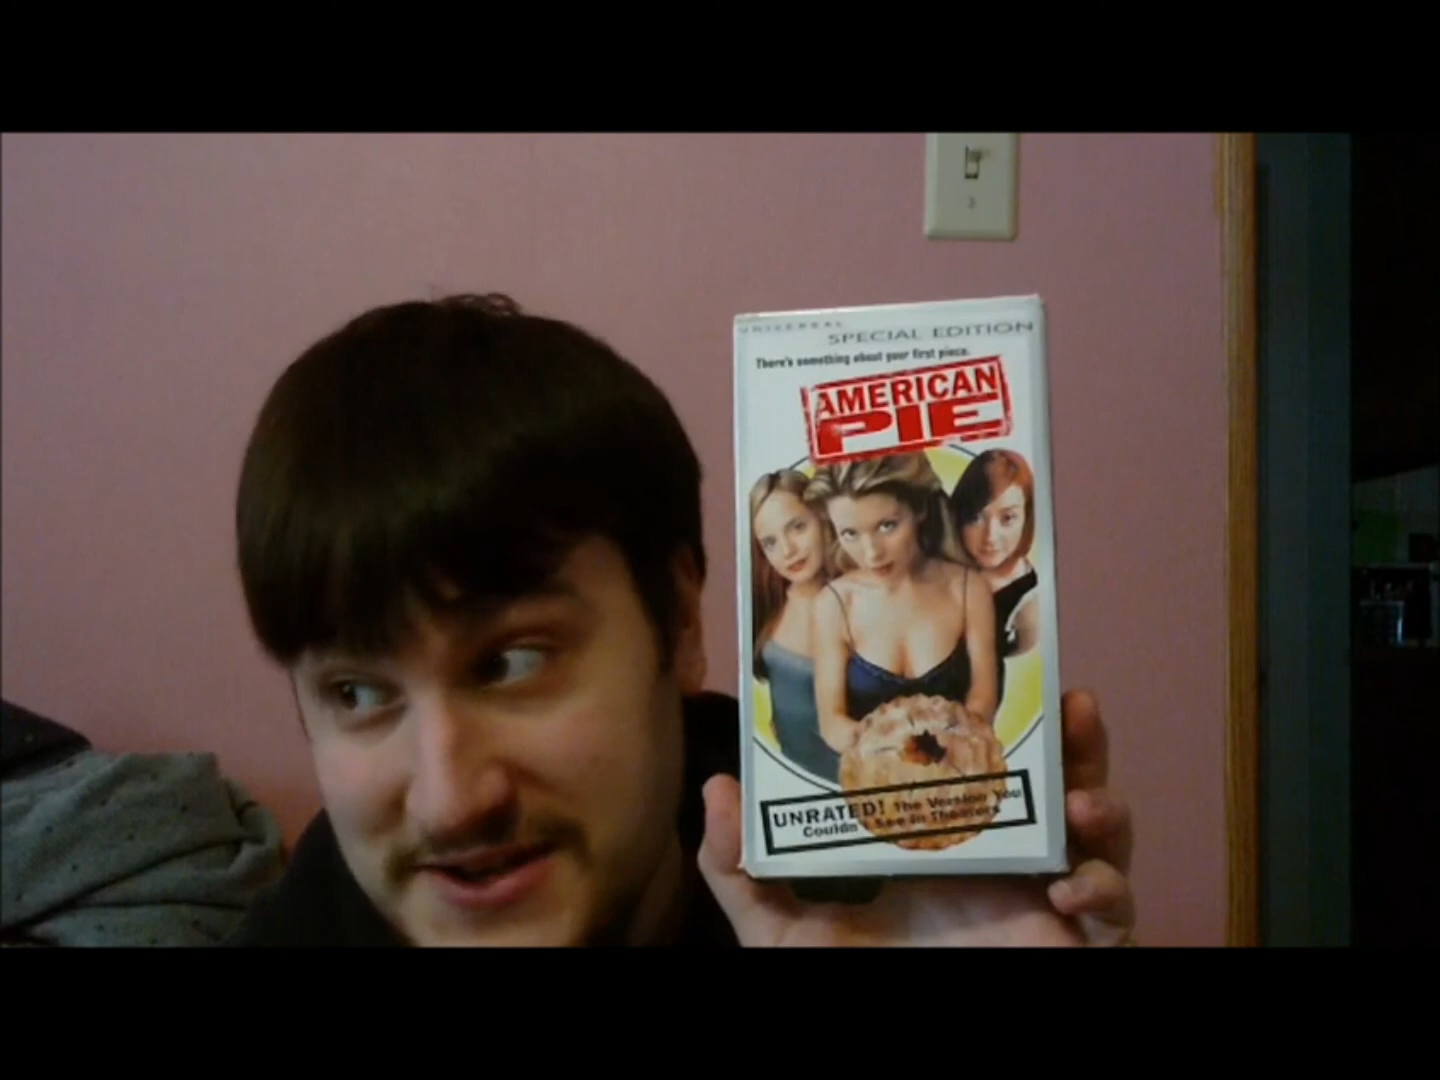 UNIVERSAL
SPECIAL EDITION
There's something about your first piece.
AMERICAN
PIE
UNRATED! The Version You
Couldn't See in Theaters